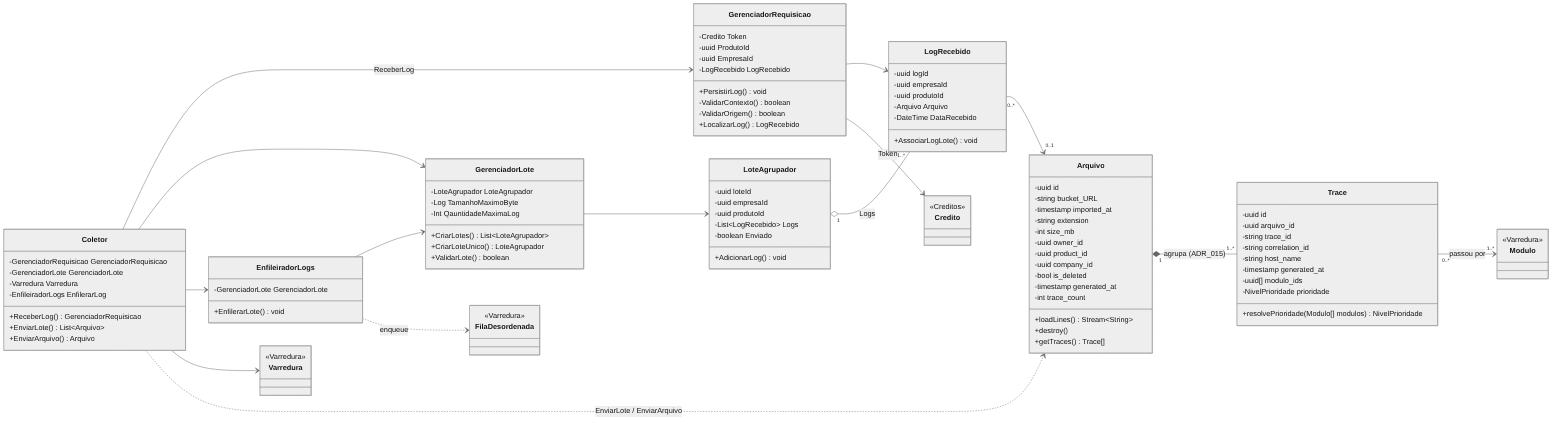 GerenciadorRequisicao
-Credito Token
-uuid ProdutoId
-uuid EmpresaId
-LogRecebido LogRecebido
+PersistirLog() : void
-ValidarContexto() : boolean
-ValidarOrigem() : boolean
+LocalizarLog() : LogRecebido
ReceberLog
LogRecebido
-uuid logId
-uuid empresaId
-uuid produtoId
-Arquivo Arquivo
-DateTime DataRecebido
+AssociarLogLote() : void
0..*
0..1
Token
1..*
GerenciadorLote
-LoteAgrupador LoteAgrupador
-Log TamanhoMaximoByte
-Int QauntidadeMaximaLog
+CriarLotes() : List<LoteAgrupador>
+CriarLoteUnico() : LoteAgrupador
+ValidarLote() : boolean
LoteAgrupador
-uuid loteId
-uuid empresaId
-uuid produtoId
-List<LogRecebido> Logs
-boolean Enviado
+AdicionarLog() : void
1
Logs
«Creditos»
Credito
Arquivo
-uuid id
-string bucket_URL
-timestamp imported_at
-string extension
-int size_mb
-uuid owner_id
-uuid product_id
-uuid company_id
-bool is_deleted
-timestamp generated_at
-int trace_count
+loadLines() : Stream<String>
+destroy()
+getTraces() : Trace[]
1
agrupa (ADR_015)
1..*
Trace
-uuid id
-uuid arquivo_id
-string trace_id
-string correlation_id
-string host_name
-timestamp generated_at
-uuid[] modulo_ids
-NivelPrioridade prioridade
+resolvePrioridade(Modulo[] modulos) : NivelPrioridade
0..*
passou por
1..*
«Varredura»
Modulo
Coletor
-GerenciadorRequisicao GerenciadorRequisicao
-GerenciadorLote GerenciadorLote
-Varredura Varredura
-EnfileiradorLogs EnfilerarLog
+ReceberLog() : GerenciadorRequisicao
+EnviarLote() : List<Arquivo>
+EnviarArquivo() : Arquivo
EnfileiradorLogs
-GerenciadorLote GerenciadorLote
+EnfilerarLote() : void
enqueue
«Varredura»
FilaDesordenada
«Varredura»
Varredura
EnviarLote / EnviarArquivo